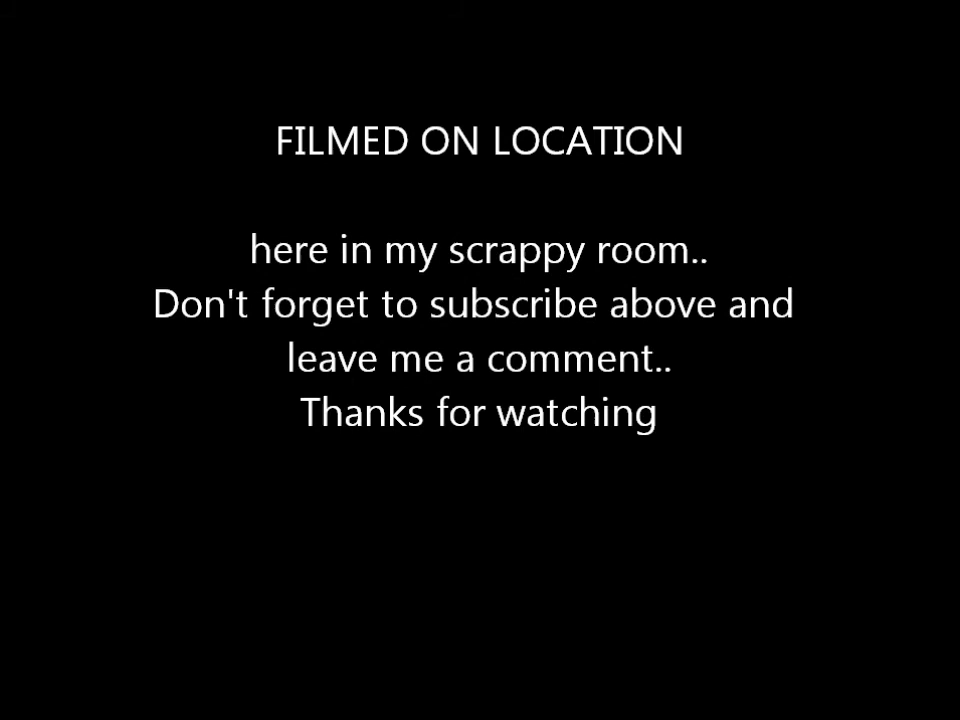 FILMED ON LOCATION
here in my scrappy room..
Don't forget to subscribe above and
leave me a comment..
Thanks for watching